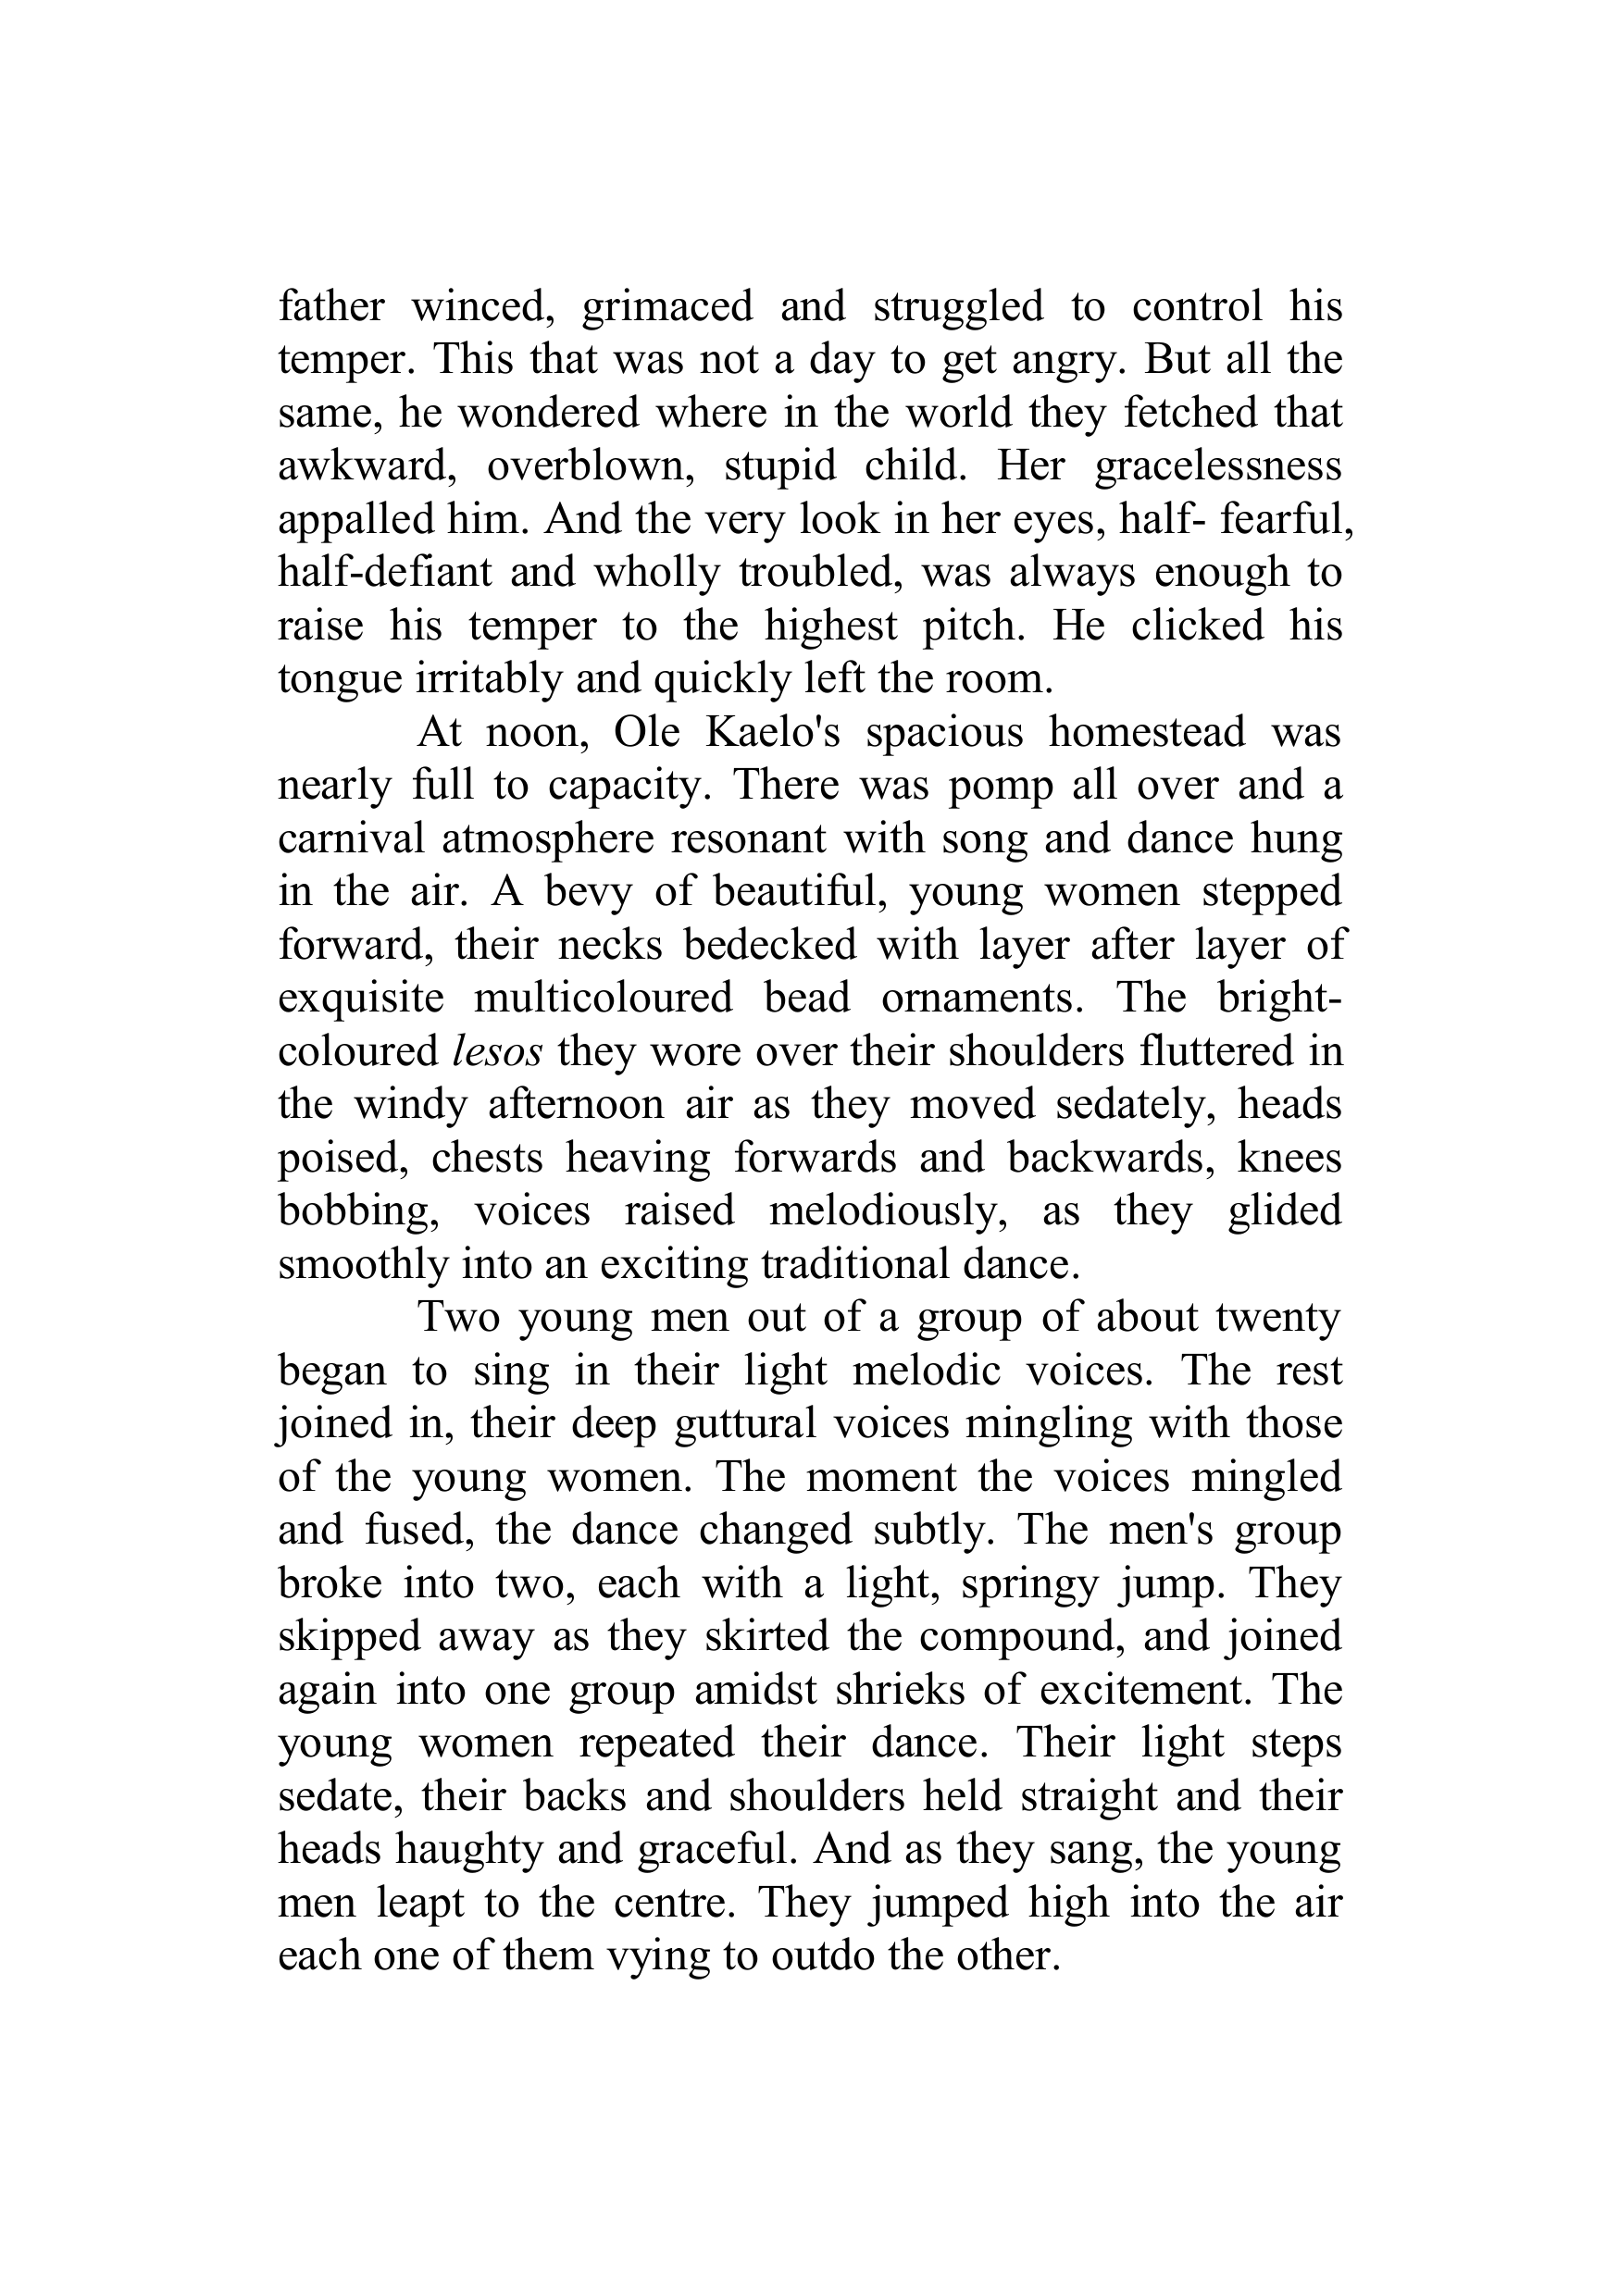 father winced, grimaced and struggled to control his
temper. This that was not a day to get angry. But all the
same, he wondered where in the world they fetched that
awkward, overblown, stupid child. Her gracelessness
appalled him. And the very look in her eyes, half- fearful,
half-defiant and wholly troubled, was always enough to
raise his temper to the highest pitch. He clicked his
tongue irritably and quickly left the room.
At noon, Ole Kaelo's spacious homestead was
nearly full to capacity. There was pomp all over and a
carnival atmosphere resonant with song and dance hung
in the air. A bevy of beautiful, young women stepped
forward, their necks bedecked with layer after layer of
exquisite multicoloured bead ornaments. The bright-
coloured lesos they wore over their shoulders fluttered in
the windy afternoon air as they moved sedately, heads
poised, chests heaving forwards and backwards, knees
bobbing, voices raised melodiously, as they glided
smoothly into an exciting traditional dance.
Two young men out of a group of about twenty
began to sing in their light melodic voices. The rest
joined in, their deep guttural voices mingling with those
of the young women. The moment the voices mingled
and fused, the dance changed subtly. The men's group
broke into two, each with a light, springy jump. They
skipped away as they skirted the compound, and joined
again into one group amidst shrieks of excitement. The
young women repeated their dance. Their light steps
sedate, their backs and shoulders held straight and their
heads haughty and graceful. And as they sang, the young
men leapt to the centre. They jumped high into the air
each one of them vying to outdo the other.